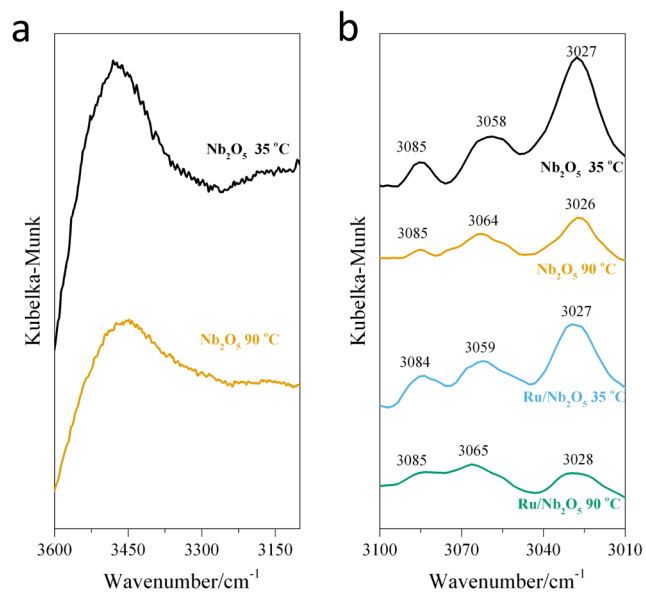 a
Kubelka-Munk
Nb₂O₅ 35 °C
Nb₂O₅ 90 °C
3600
3450
3300
3150
Wavenumber/cm⁻¹
b
Kubelka-Munk
3085
3058
3027
Nb₂O₅ 35 °C
3085
3064
3026
Nb₂O₅ 90 °C
3084
3059
3027
Ru/Nb₂O₅ 35 °C
3085
3065
3028
Ru/Nb₂O₅ 90 °C
3100
3070
3040
3010
Wavenumber/cm⁻¹